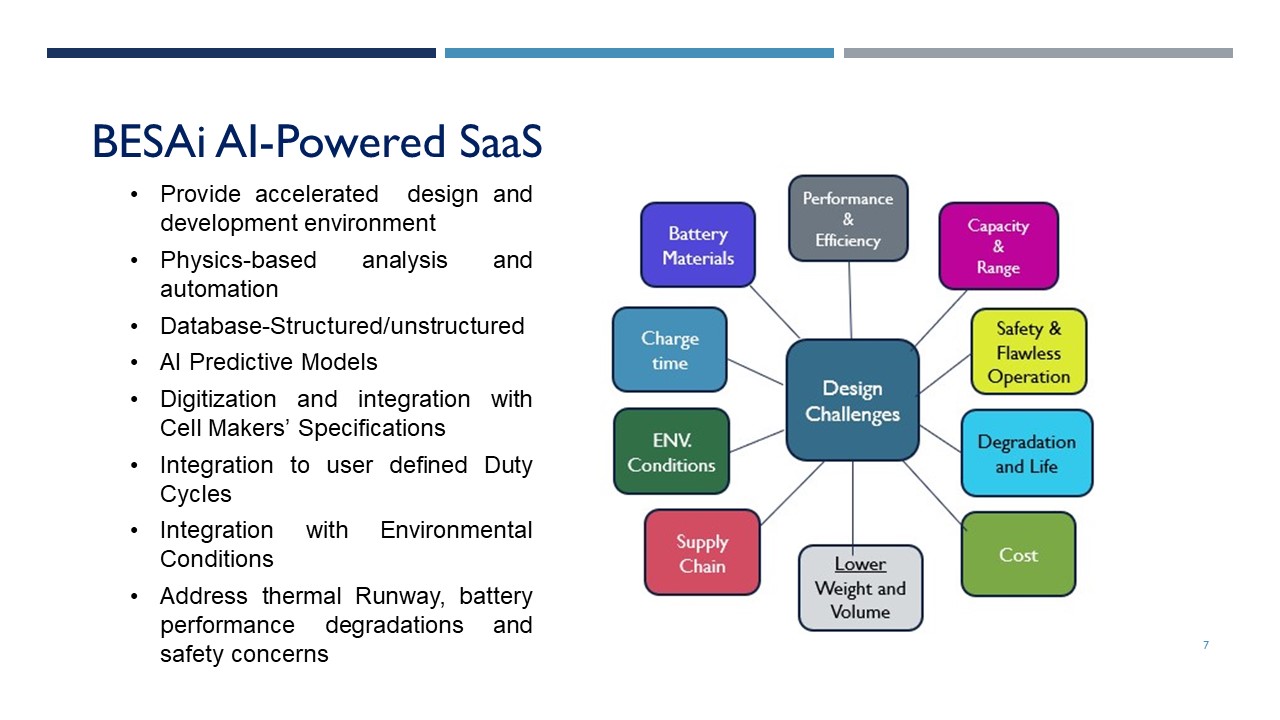 BESAi AI-Powered SaaS
• Provide accelerated design and
development environment
• Physics-based analysis and
automation
• Database-Structured/unstructured
• AI Predictive Models
• Digitization and integration with
Cell Makers’ Specifications
• Integration to user defined Duty
Cycles
• Integration with Environmental
Conditions
• Address thermal Runway, battery
performance degradations and
safety concerns
Performance
&
Efficiency
Battery
Materials
Capacity
&
Range
Charge
time
Safety &
Flawless
Operation
Design
Challenges
ENV.
Conditions
Degradation
and Life
Supply
Chain
Lower
Weight and
Volume
Cost
7